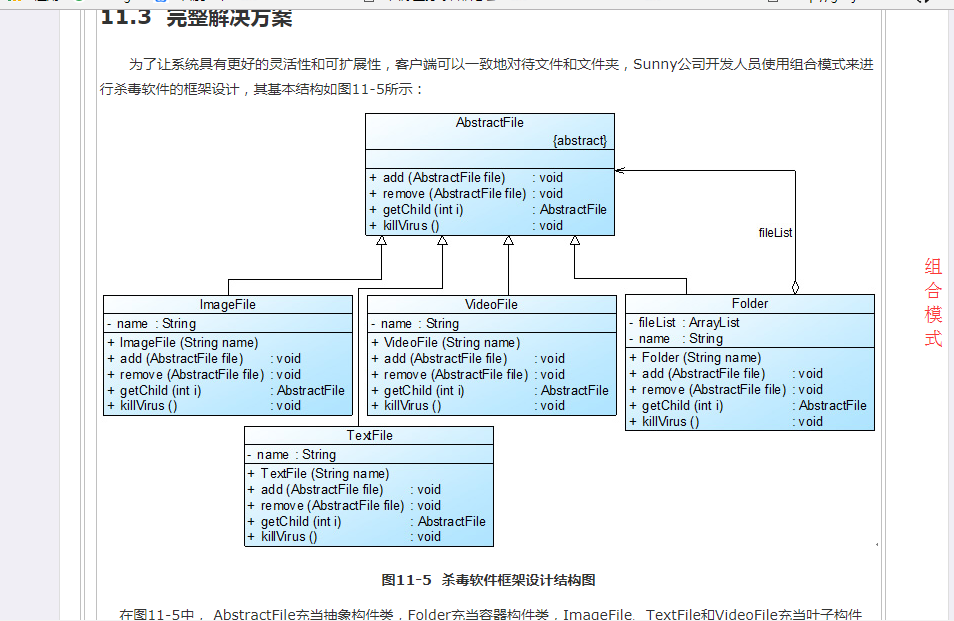 11.3 完整解决方案
为了让系统具有更好的灵活性和可扩展性，客户端可以一致地对待文件和文件夹，Sunny公司开发人员使用组合模式来进
行杀毒软件的框架设计，其基本结构如图11-5所示：
AbstractFile
{abstract}
+ add (AbstractFile file) : void
+ remove (AbstractFile file) : void
+ getChild (int i) : AbstractFile
+ killVirus () : void
fileList
ImageFile
- name : String
+ ImageFile (String name)
+ add (AbstractFile file) : void
+ remove (AbstractFile file) : void
+ getChild (int i) : AbstractFile
+ killVirus () : void
VideoFile
- name : String
+ VideoFile (String name)
+ add (AbstractFile file) : void
+ remove (AbstractFile file) : void
+ getChild (int i) : AbstractFile
+ killVirus () : void
Folder
- fileList : ArrayList
- name : String
+ Folder (String name)
+ add (AbstractFile file) : void
+ remove (AbstractFile file) : void
+ getChild (int i) : AbstractFile
+ killVirus () : void
TextFile
- name : String
+ TextFile (String name)
+ add (AbstractFile file) : void
+ remove (AbstractFile file) : void
+ getChild (int i) : AbstractFile
+ killVirus () : void
组合模式
图11-5 杀毒软件框架设计结构图
在图11-5中， AbstractFile充当抽象构件类，Folder充当容器构件类，ImageFile、TextFile和VideoFile充当叶子构件